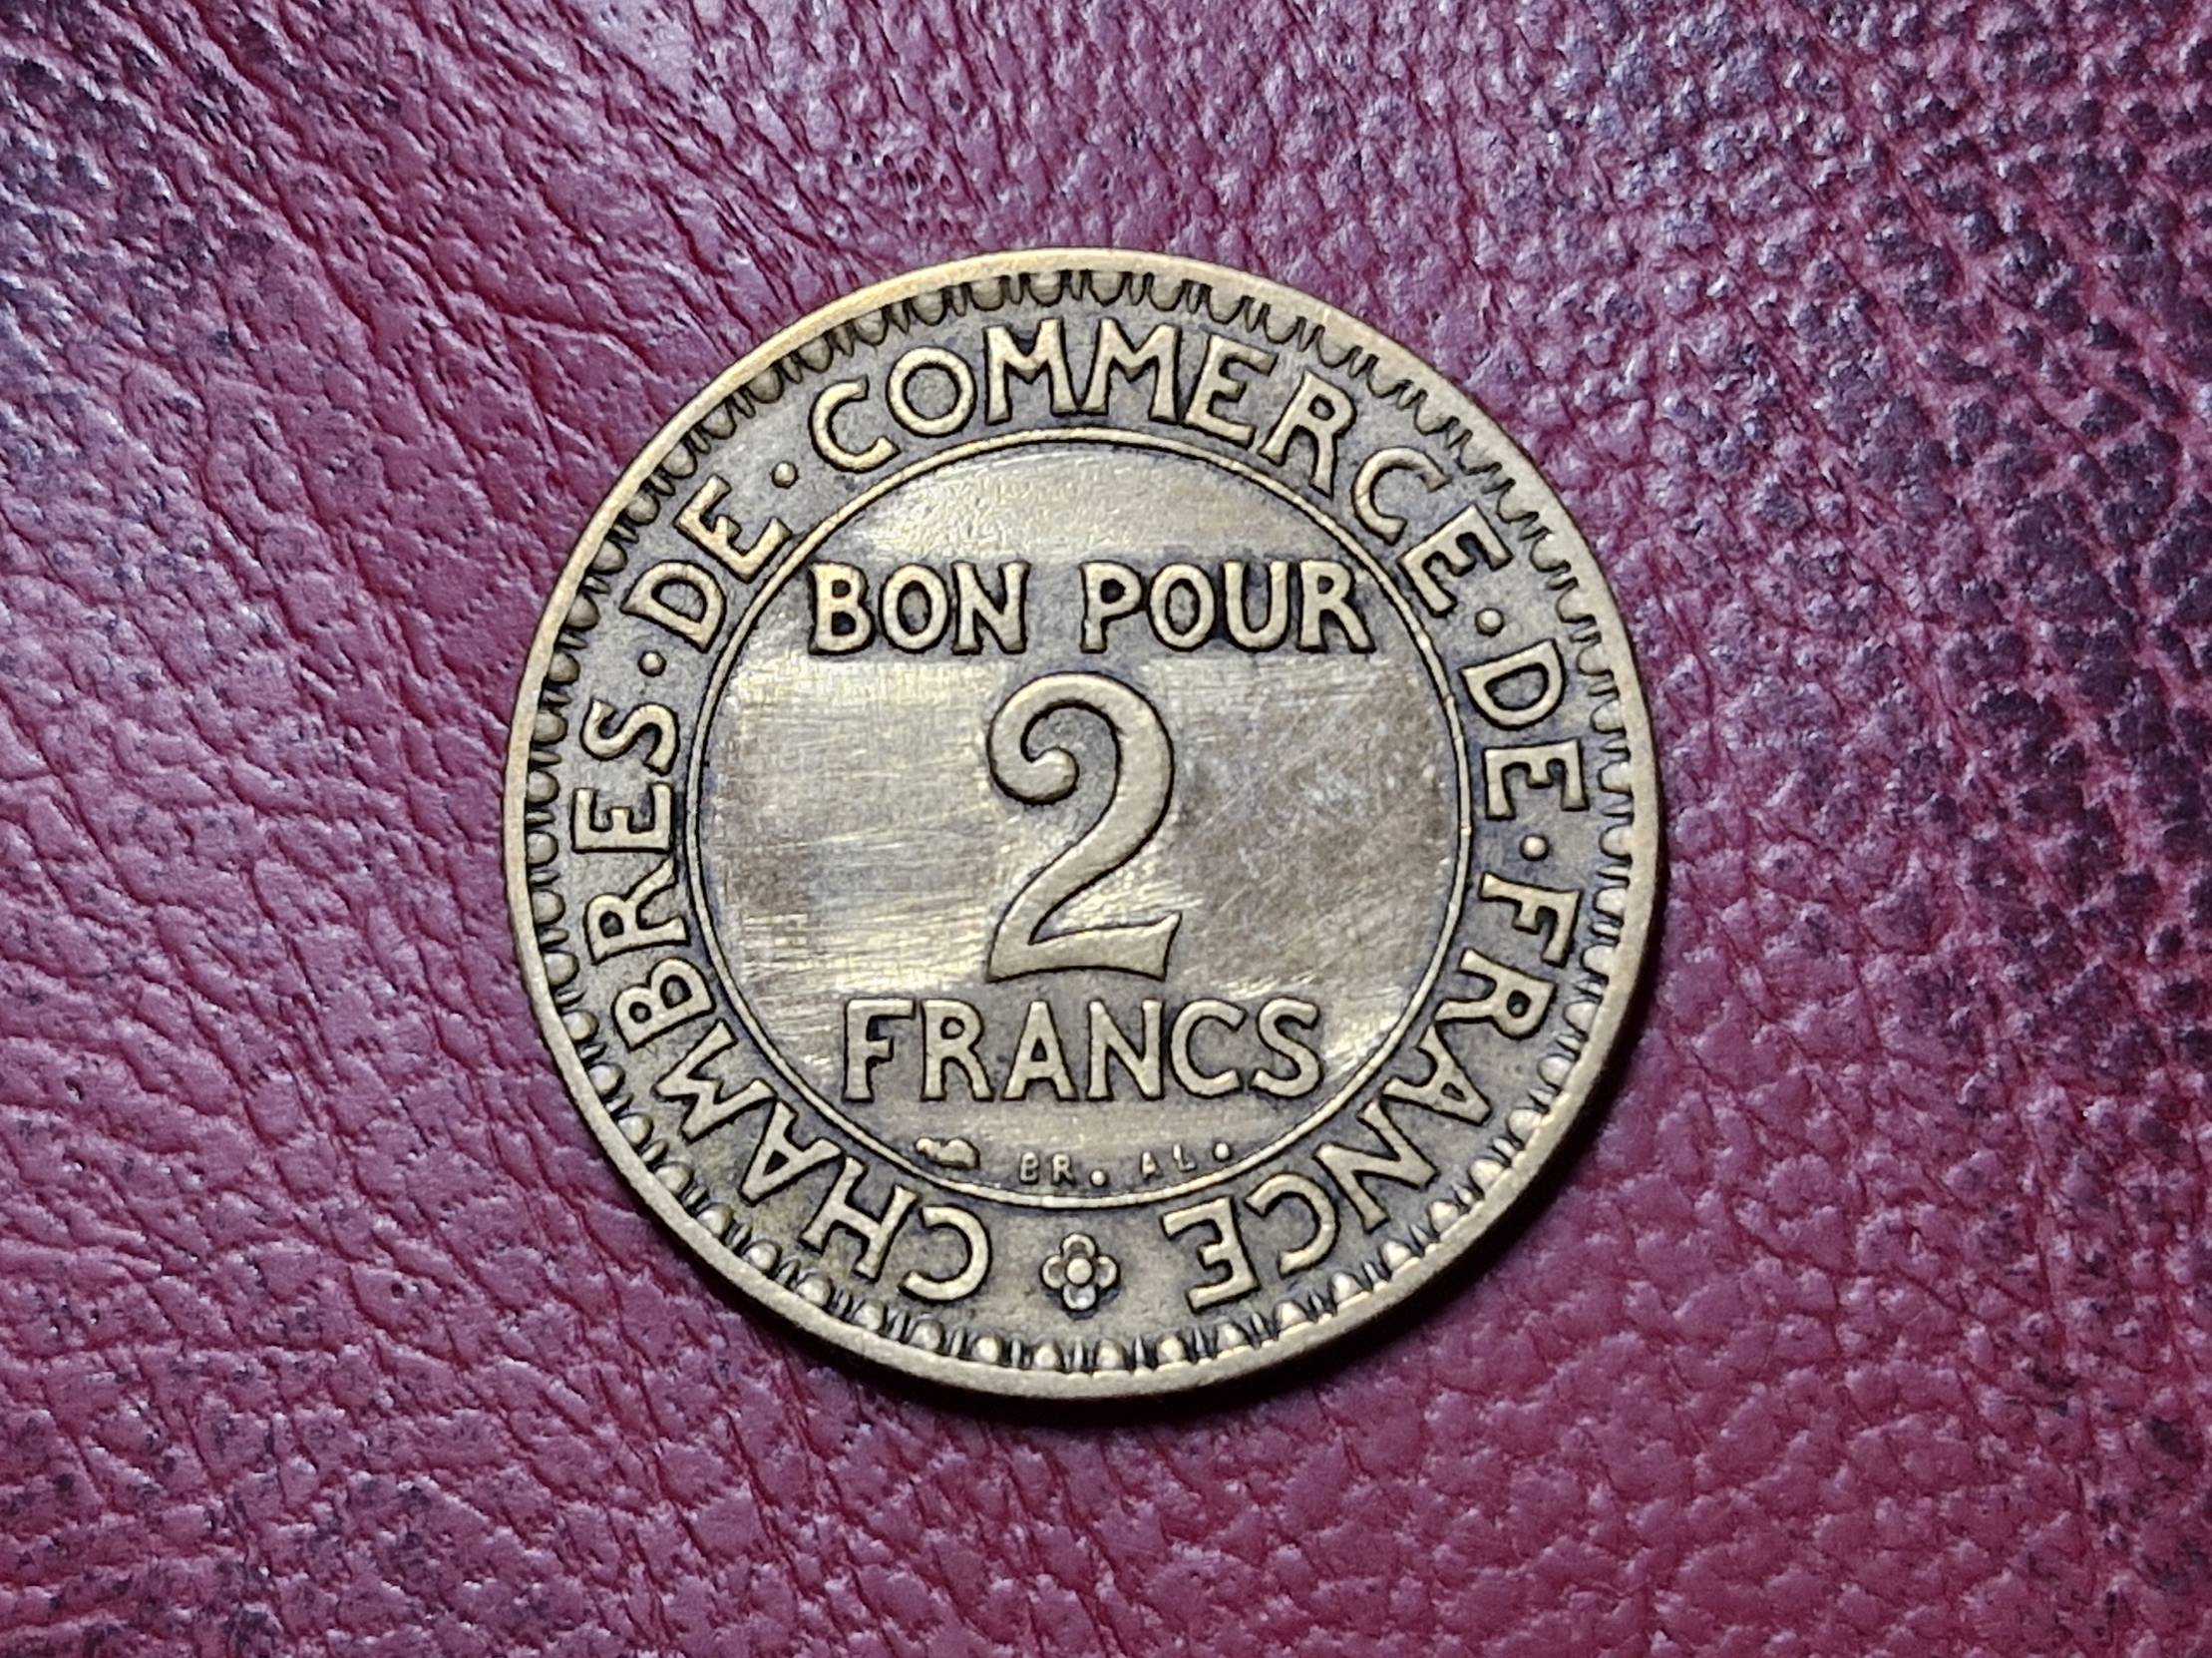 CHAMBRES·DE·COMMERCE·DE·FRANCE
BON POUR
2
FRANCS
BR. AL.